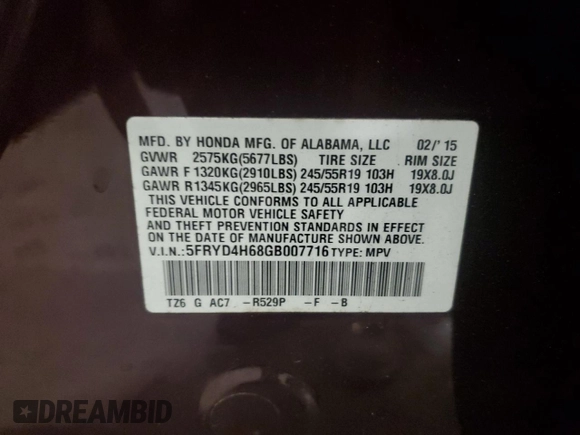 MFD. BY HONDA MFG. OF ALABAMA, LLC 02/'15
GVWR 2575KG(5677LBS) TIRE SIZE RIM SIZE
GAWR F 1320KG(2910LBS) 245/55R19 103H 19X8.0J
GAWR R 1345KG(2965LBS) 245/55R19 103H 19X8.0J
THIS VEHICLE CONFORMS TO ALL APPLICABLE
FEDERAL MOTOR VEHICLE SAFETY
AND THEFT PREVENTION STANDARDS IN EFFECT
ON THE DATE OF MANUFACTURE SHOWN ABOVE.
V.I.N.: 5FRYD4H68GB007716 TYPE: MPV
TZ6 G AC7 -R529P -F -B
DREAMBID